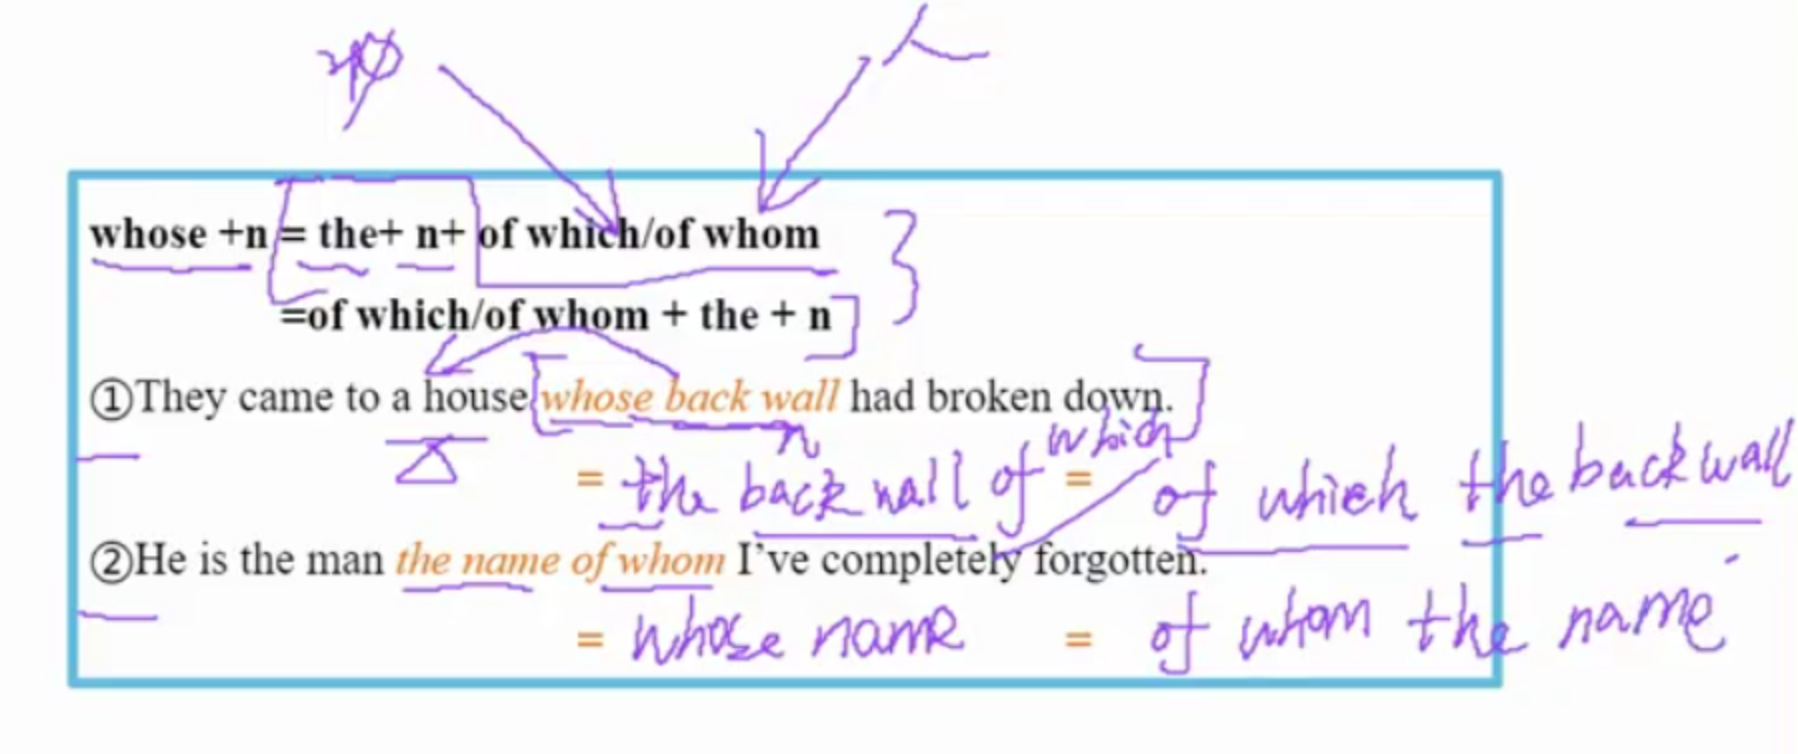 物 人
whose +n = the+ n+ of which/of whom
=of which/of whom + the + n
①They came to a house whose back wall had broken down.
n which
= the back wall of = of which the back wall
②He is the man the name of whom I’ve completely forgotten.
= whose name = of whom the name